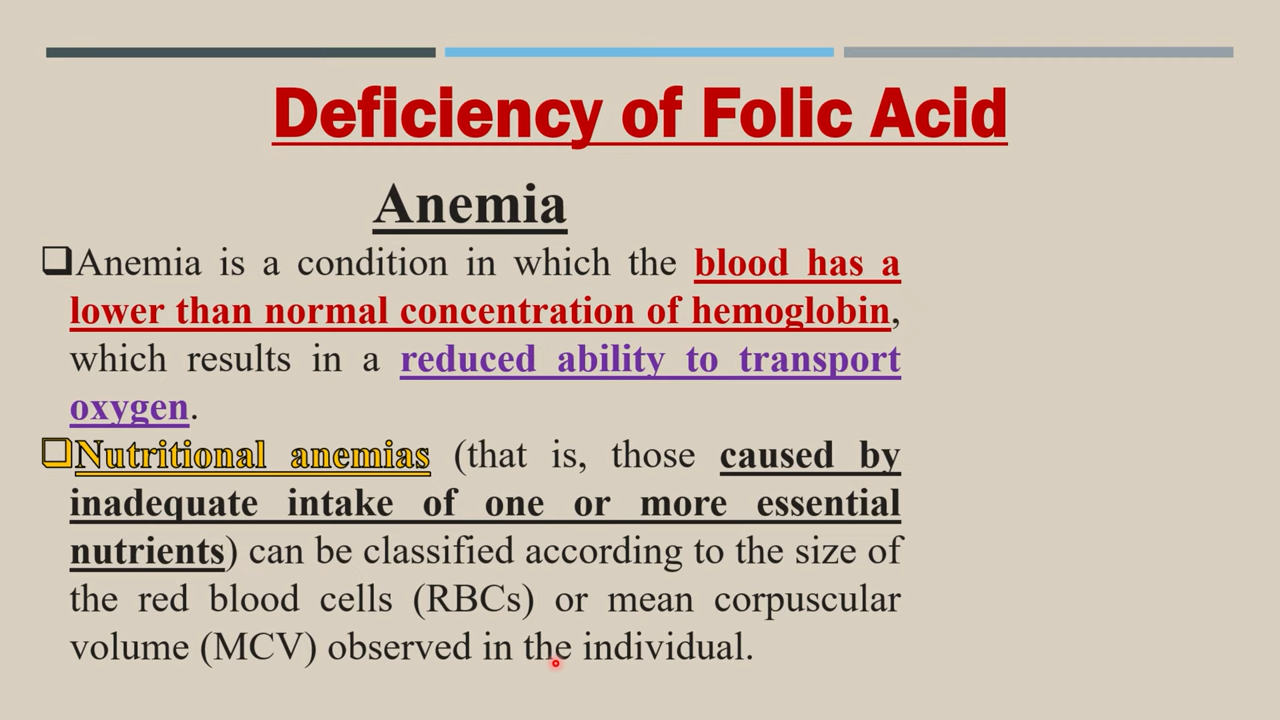 Deficiency of Folic Acid
Anemia
❑Anemia is a condition in which the blood has a
lower than normal concentration of hemoglobin,
which results in a reduced ability to transport
oxygen.
❑Nutritional anemias (that is, those caused by
inadequate intake of one or more essential
nutrients) can be classified according to the size of
the red blood cells (RBCs) or mean corpuscular
volume (MCV) observed in the individual.